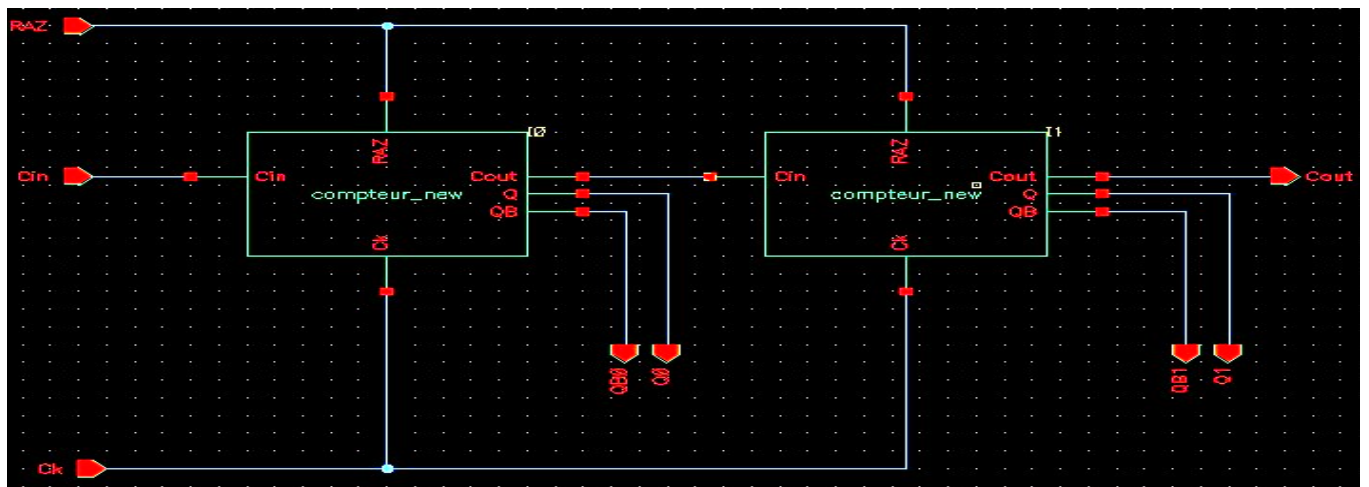 RAZ
I0
I1
RAZ
RAZ
Cin
Cin
Cout
Cin
Cout
Cout
compteur_new
Q
compteur_new
Q
QB
QB
Ck
Ck
QB0
Q0
QB1
Q1
Ck